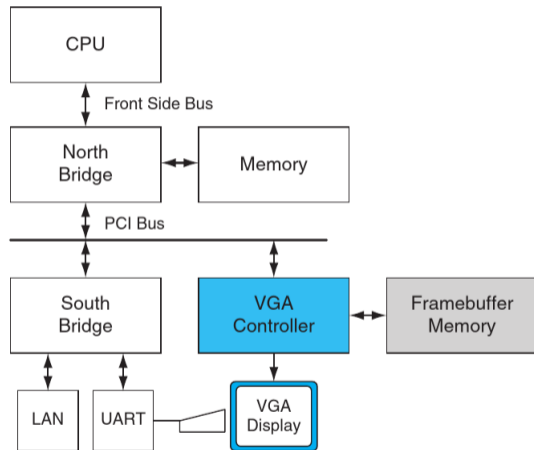 CPU
Front Side Bus
North
Bridge
Memory
PCI Bus
South
Bridge
VGA
Controller
Framebuffer
Memory
LAN
UART
VGA
Display